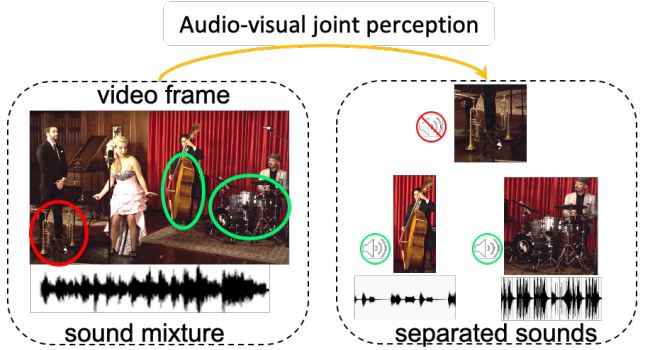 Audio-visual joint perception
video frame
sound mixture
separated sounds